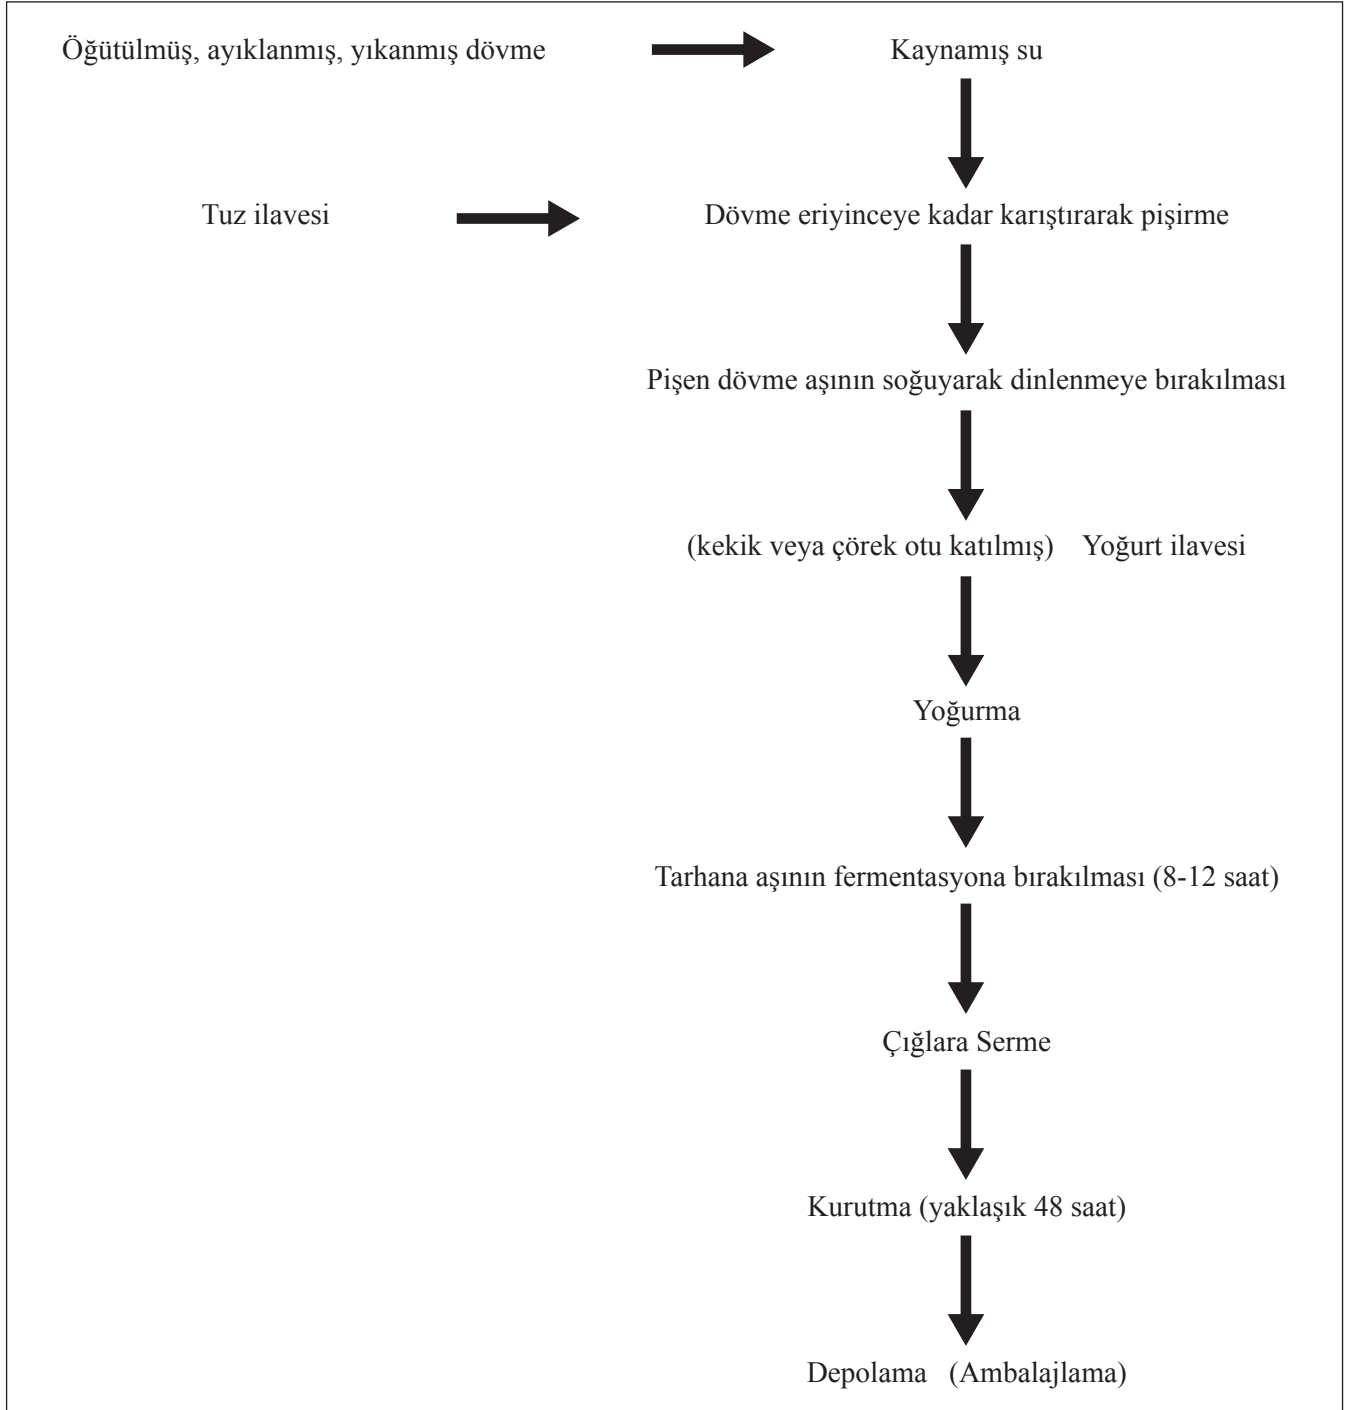 Öğütülmüş, ayıklanmış, yıkanmış dövme
Kaynamış su
Tuz ilavesi
Dövme eriyinceye kadar karıştırarak pişirme
Pişen dövme aşının soğuyarak dinlenmeye bırakılması
(kekik veya çörek otu katılmış) Yoğurt ilavesi
Yoğurma
Tarhana aşının fermentasyona bırakılması (8-12 saat)
Çığlara Serme
Kurutma (yaklaşık 48 saat)
Depolama (Ambalajlama)